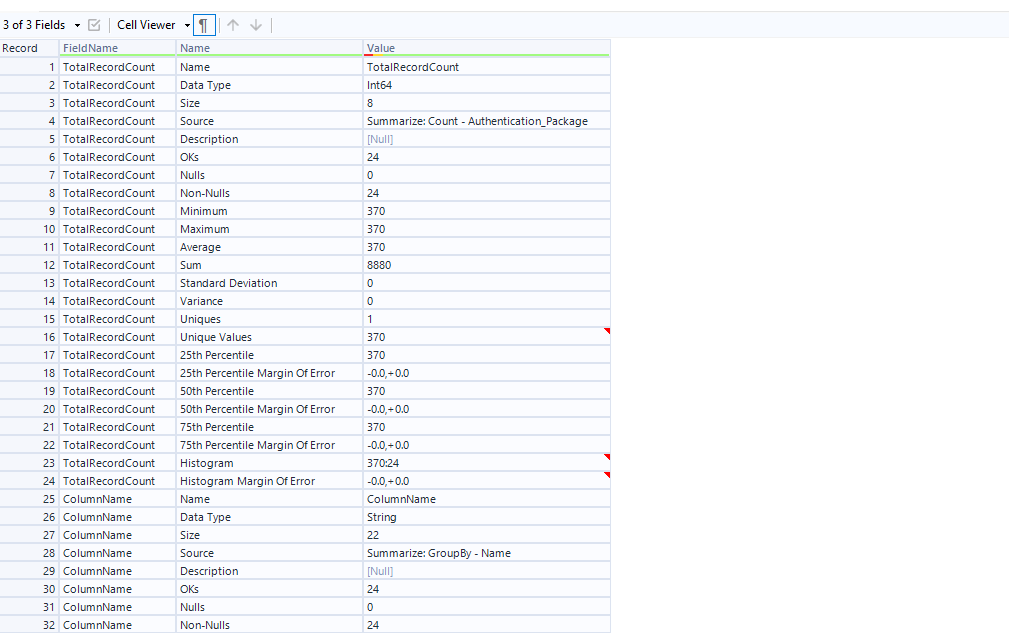 3 of 3 Fields Cell Viewer ¶
Record FieldName Name Value
1 TotalRecordCount Name TotalRecordCount
2 TotalRecordCount Data Type Int64
3 TotalRecordCount Size 8
4 TotalRecordCount Source Summarize: Count - Authentication_Package
5 TotalRecordCount Description [Null]
6 TotalRecordCount OKs 24
7 TotalRecordCount Nulls 0
8 TotalRecordCount Non-Nulls 24
9 TotalRecordCount Minimum 370
10 TotalRecordCount Maximum 370
11 TotalRecordCount Average 370
12 TotalRecordCount Sum 8880
13 TotalRecordCount Standard Deviation 0
14 TotalRecordCount Variance 0
15 TotalRecordCount Uniques 1
16 TotalRecordCount Unique Values 370
17 TotalRecordCount 25th Percentile 370
18 TotalRecordCount 25th Percentile Margin Of Error -0.0,+0.0
19 TotalRecordCount 50th Percentile 370
20 TotalRecordCount 50th Percentile Margin Of Error -0.0,+0.0
21 TotalRecordCount 75th Percentile 370
22 TotalRecordCount 75th Percentile Margin Of Error -0.0,+0.0
23 TotalRecordCount Histogram 370:24
24 TotalRecordCount Histogram Margin Of Error -0.0,+0.0
25 ColumnName Name ColumnName
26 ColumnName Data Type String
27 ColumnName Size 22
28 ColumnName Source Summarize: GroupBy - Name
29 ColumnName Description [Null]
30 ColumnName OKs 24
31 ColumnName Nulls 0
32 ColumnName Non-Nulls 24